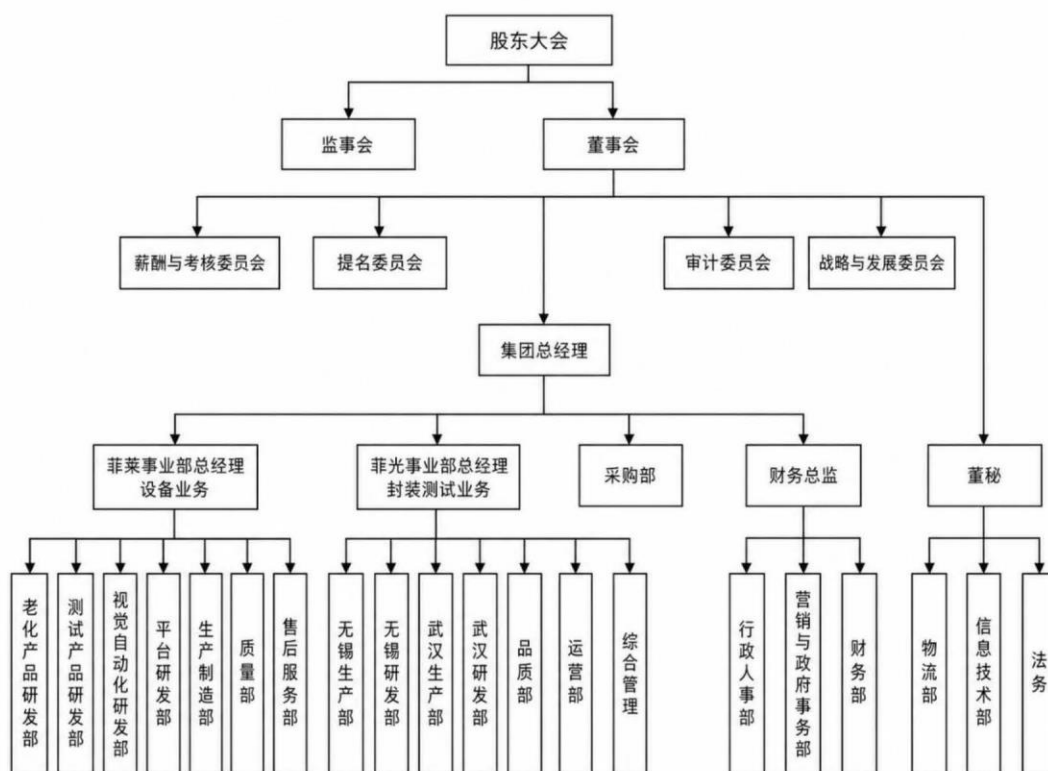 股东大会
监事会
董事会
薪酬与考核委员会
提名委员会
审计委员会
战略与发展委员会
集团总经理
菲莱事业部总经理
设备业务
菲光事业部总经理
封装测试业务
采购部
财务总监
董秘
老化产品研发部
测试产品研发部
视觉自动化研发部
平台研发部
生产制造部
质量部
售后服务部
无锡生产部
无锡研发部
武汉生产部
武汉研发部
品质部
运营部
综合管理
行政人事部
营销与政府事务部
财务部
物流部
信息技术部
法务